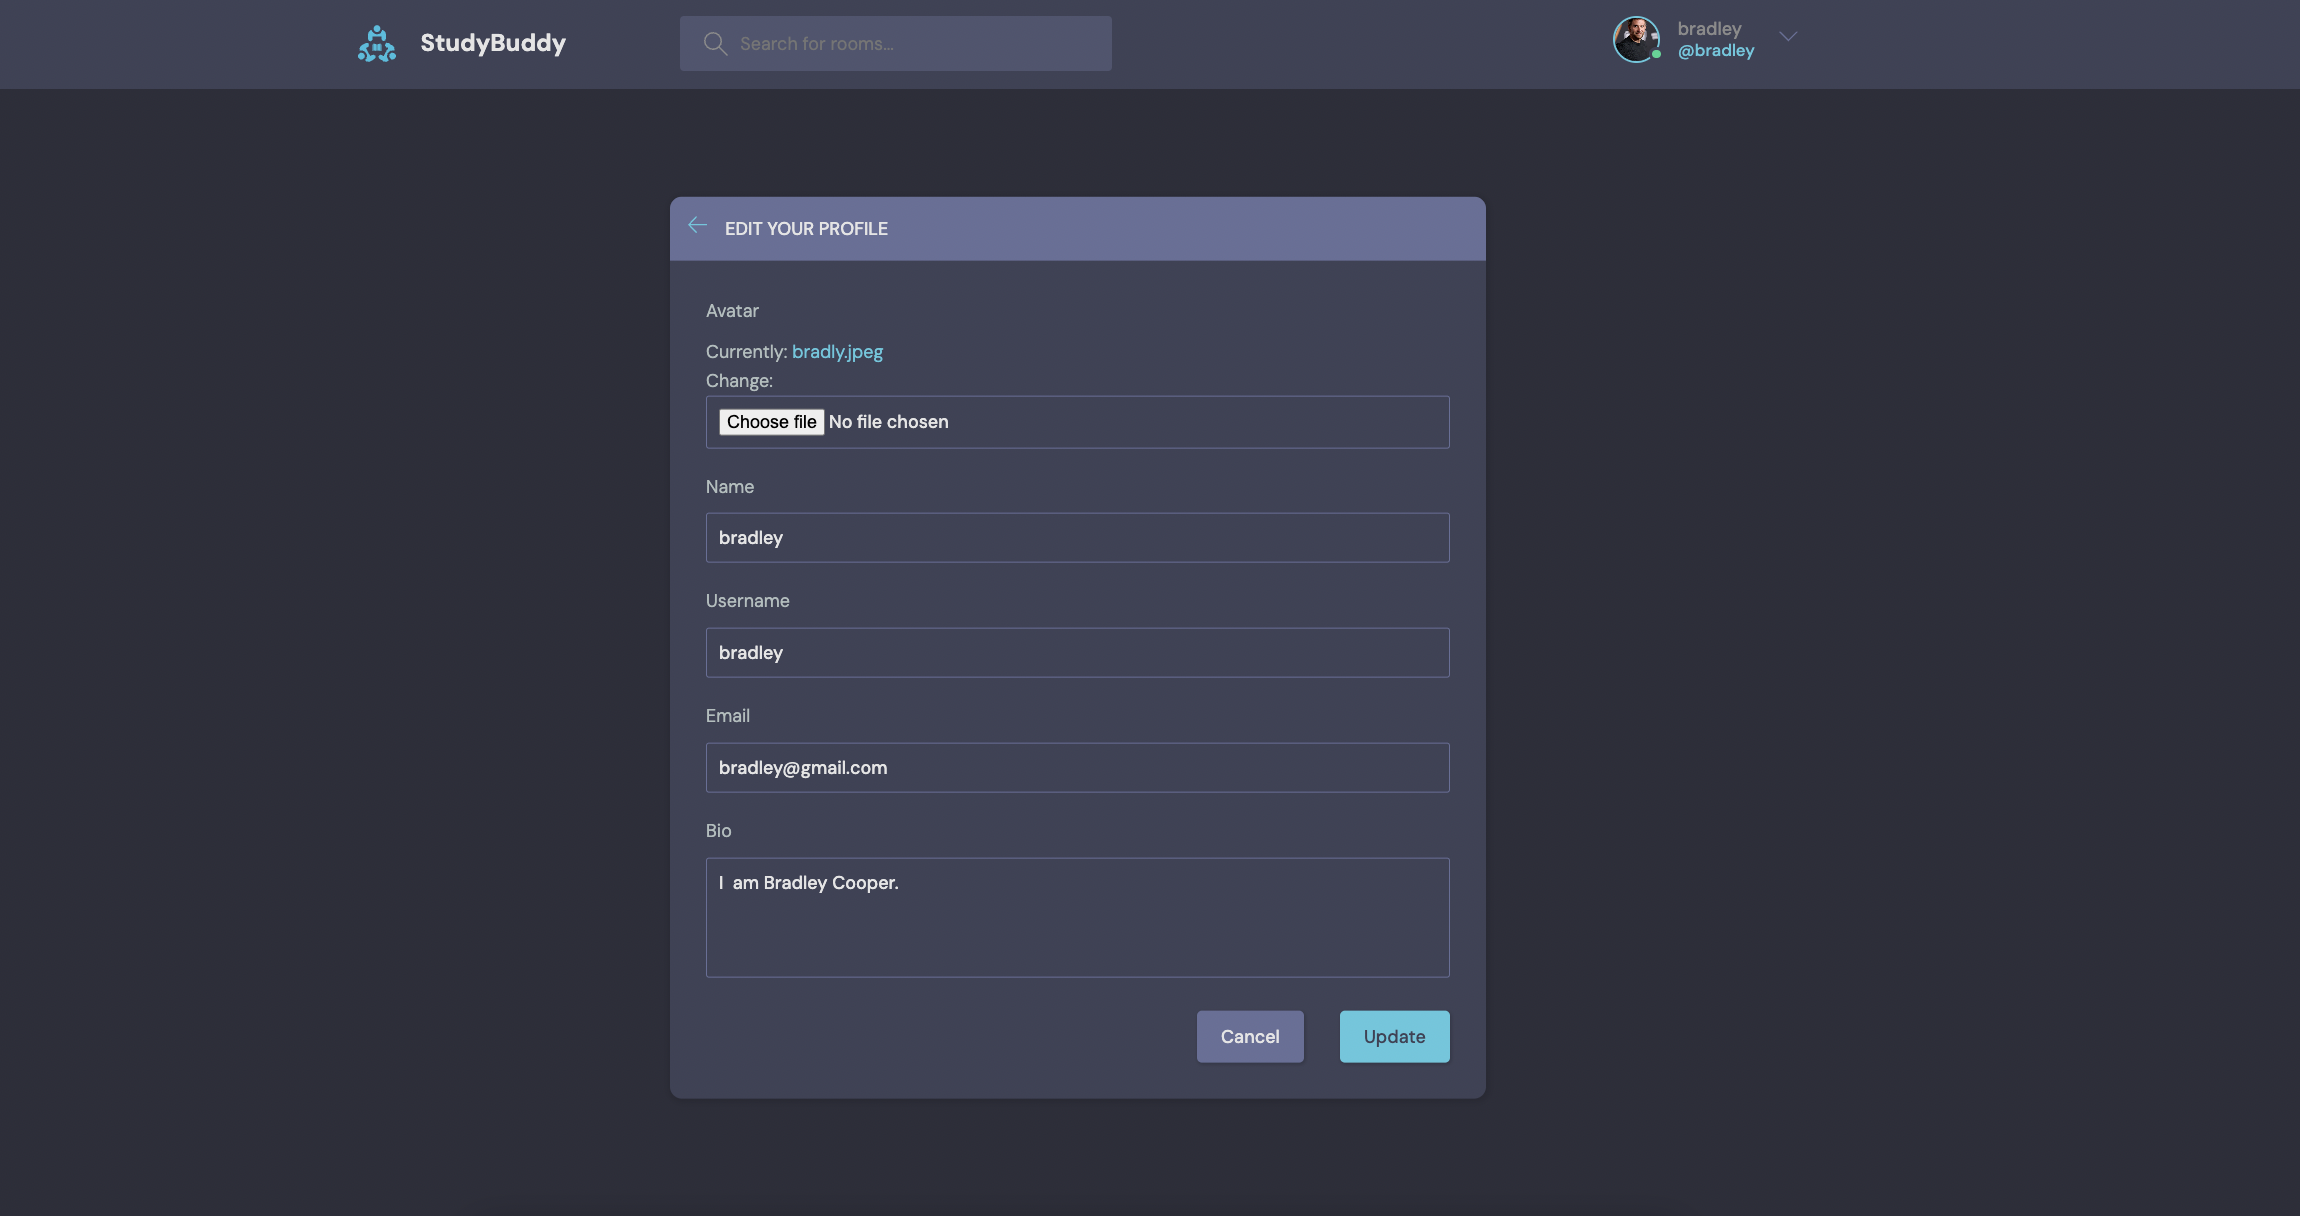 StudyBuddy
Search for rooms...
bradley
@bradley
EDIT YOUR PROFILE
Avatar
Currently: bradly.jpeg
Change:
Choose file No file chosen
Name
bradley
Username
bradley
Email
bradley@gmail.com
Bio
I  am Bradley Cooper.
Cancel
Update